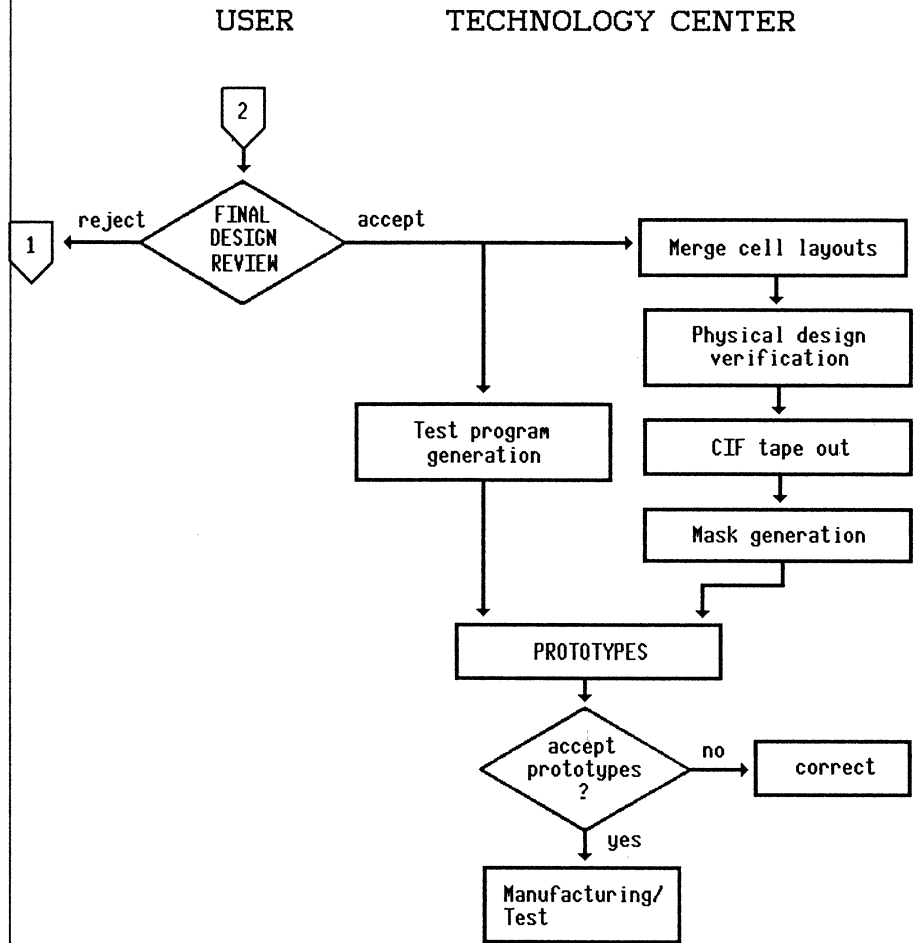 USER
TECHNOLOGY CENTER
2
reject
FINAL
DESIGN
REVIEW
accept
1
Merge cell layouts
Physical design
verification
Test program
generation
CIF tape out
Mask generation
PROTOTYPES
accept
prototypes
?
no
correct
yes
Manufacturing/
Test